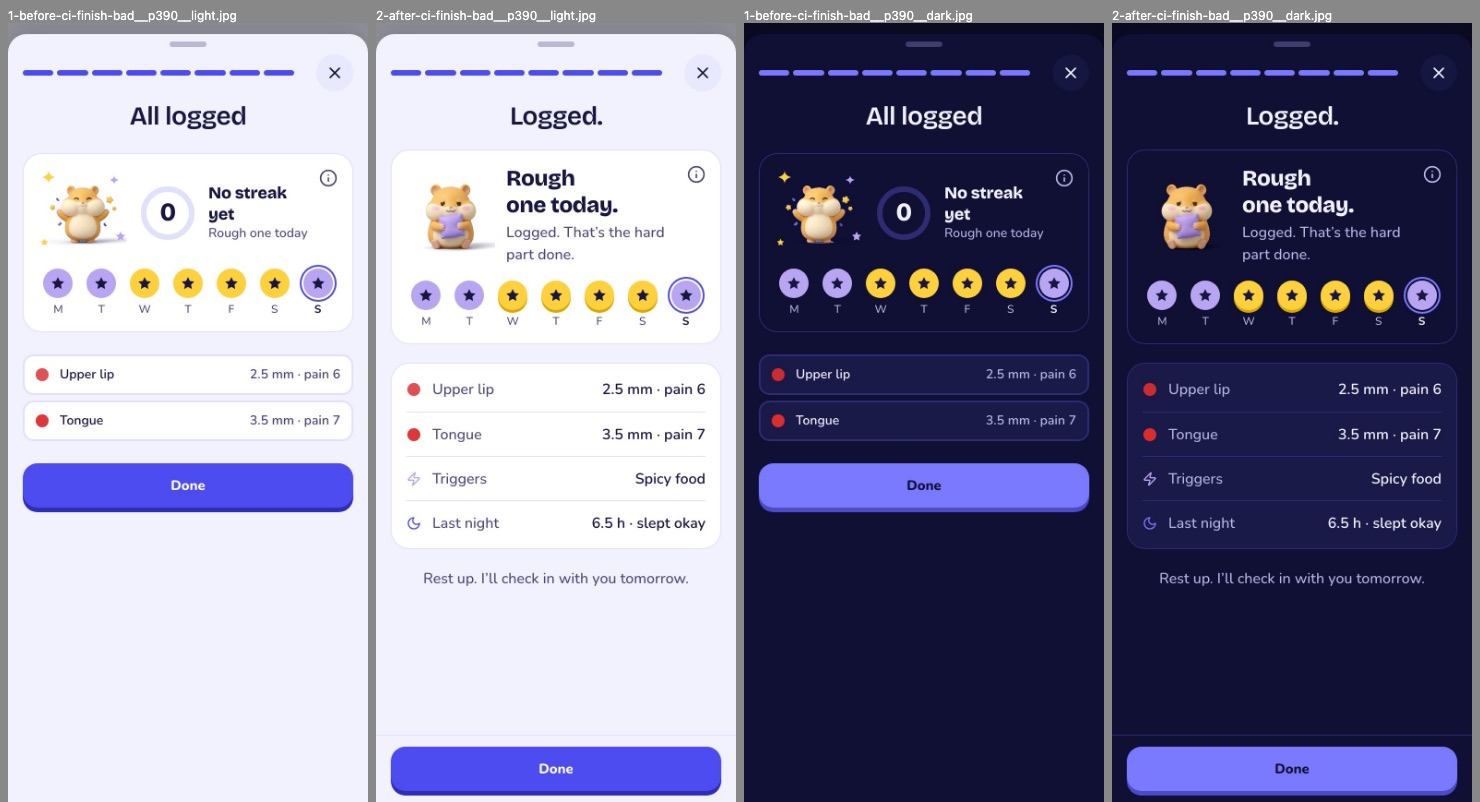 1-before-ci-finish-bad__p390__light.jpg
All logged
0
No streak
yet
Rough one today
M T W T F S S
Upper lip 2.5 mm · pain 6
Tongue 3.5 mm · pain 7
Done
2-after-ci-finish-bad__p390__light.jpg
Logged.
Rough
one today.
Logged. That’s the hard
part done.
M T W T F S S
Upper lip 2.5 mm · pain 6
Tongue 3.5 mm · pain 7
Triggers Spicy food
Last night 6.5 h · slept okay
Rest up. I’ll check in with you tomorrow.
Done
1-before-ci-finish-bad__p390__dark.jpg
All logged
0
No streak
yet
Rough one today
M T W T F S S
Upper lip 2.5 mm · pain 6
Tongue 3.5 mm · pain 7
Done
2-after-ci-finish-bad__p390__dark.jpg
Logged.
Rough
one today.
Logged. That’s the hard
part done.
M T W T F S S
Upper lip 2.5 mm · pain 6
Tongue 3.5 mm · pain 7
Triggers Spicy food
Last night 6.5 h · slept okay
Rest up. I’ll check in with you tomorrow.
Done